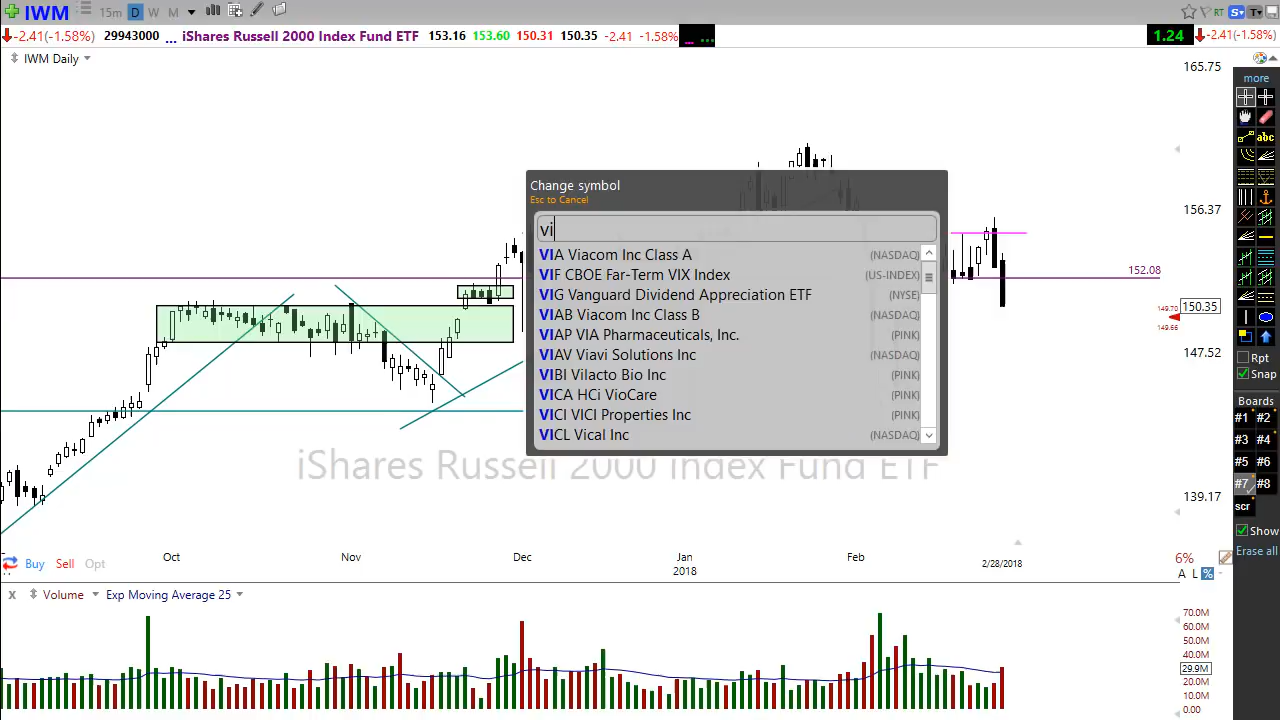 IWM 15m D W M RT S T
-2.41(-1.58%) 29943000 ... iShares Russell 2000 Index Fund ETF 153.16 153.60 150.31 150.35 -2.41 -1.58% 1.24 -2.41(-1.58%)
IWM Daily
165.75
more
abc
Change symbol
Esc to Cancel
vi
VIA Viacom Inc Class A (NASDAQ)
VIF CBOE Far-Term VIX Index (US-INDEX)
VIG Vanguard Dividend Appreciation ETF (NYSE)
VIAB Viacom Inc Class B (NASDAQ)
VIAP VIA Pharmaceuticals, Inc. (PINK)
VIAV Viavi Solutions Inc (NASDAQ)
VIBI Vilacto Bio Inc (PINK)
VICA HCi VioCare (PINK)
VICI VICI Properties Inc (PINK)
VICL Vical Inc (NASDAQ)
156.37
152.08
149.70
150.35
149.66
147.52
139.17
iShares Russell 2000 Index Fund ETF
Rpt
Snap
Boards
#1 #2
#3 #4
#5 #6
#7 #8
scr
Show
Erase all
Oct Nov Dec Jan Feb
2018 2/28/2018
Buy Sell Opt
6%
A L %
X Volume Exp Moving Average 25
70.0M
60.0M
50.0M
40.0M
29.9M
20.0M
10.0M
0.00